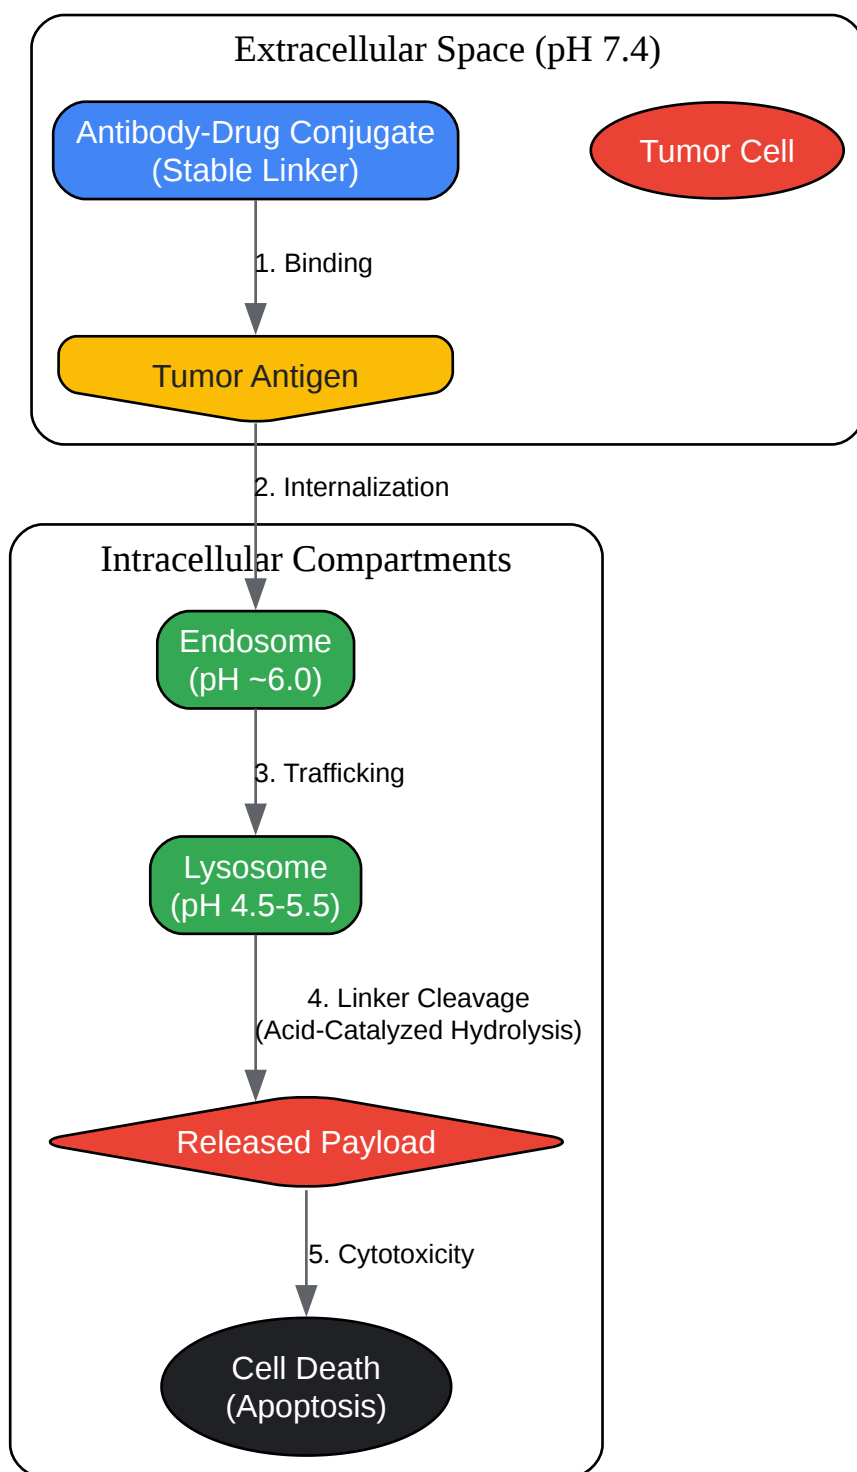 Extracellular Space (pH 7.4)
Antibody-Drug Conjugate
(Stable Linker)
Tumor Cell
1. Binding
Tumor Antigen
2. Internalization
Intracellular Compartments
Endosome
(pH ~6.0)
3. Trafficking
Lysosome
(pH 4.5-5.5)
4. Linker Cleavage
(Acid-Catalyzed Hydrolysis)
Released Payload
5. Cytotoxicity
Cell Death
(Apoptosis)